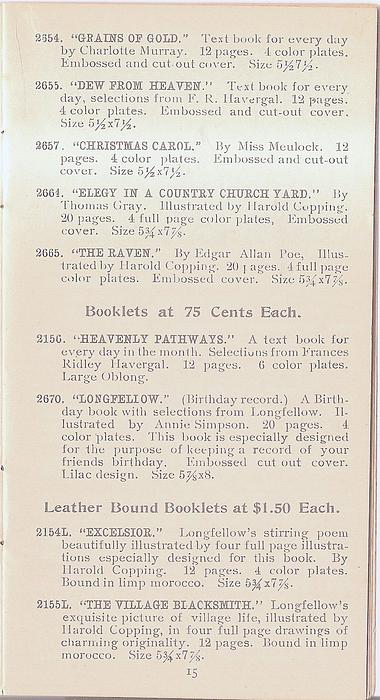 2654. "GRAINS OF GOLD." Text book for every day
by Charlotte Murray. 12 pages. 4 color plates.
Embossed and cut-out cover. Size 5½x7½.
2655. "DEW FROM HEAVEN." Text book for every
day, selections from F. R. Havergal. 12 pages.
4 color plates. Embossed and cut-out cover.
Size 5½x7½.
2657. "CHRISTMAS CAROL." By Miss Meulock. 12
pages. 4 color plates. Embossed and cut-out
cover. Size 5½x7½.
2664. "ELEGY IN A COUNTRY CHURCH YARD." By
Thomas Gray. Illustrated by Harold Copping.
20 pages. 4 full page color plates, Embossed
cover. Size 5¾x7⅞.
2665. "THE RAVEN." By Edgar Allan Poe, Illus-
trated by Harold Copping. 20 pages. 4 full page
color plates. Embossed cover. Size 5¾x7⅞.
Booklets at 75 Cents Each.
2156. "HEAVENLY PATHWAYS." A text book for
every day in the month. Selections from Frances
Ridley Havergal. 12 pages. 6 color plates.
Large Oblong.
2670. "LONGFELLOW." (Birthday record.) A Birth-
day book with selections from Longfellow. Il-
lustrated by Annie Simpson. 20 pages. 4
color plates. This book is especially designed
for the purpose of keeping a record of your
friends birthday. Embossed cut out cover.
Lilac design. Size 5⅞x8.
Leather Bound Booklets at $1.50 Each.
2154L. "EXCELSIOR." Longfellow's stirring poem
beautifully illustrated by four full page illustra-
tions especially designed for this book. By
Harold Copping. 12 pages. 4 color plates.
Bound in limp morocco. Size 5¾x7⅞.
2155L. "THE VILLAGE BLACKSMITH." Longfellow's
exquisite picture of village life, illustrated by
Harold Copping, in four full page drawings of
charming originality. 12 pages. Bound in limp
morocco. Size 5¾x7⅞.
15